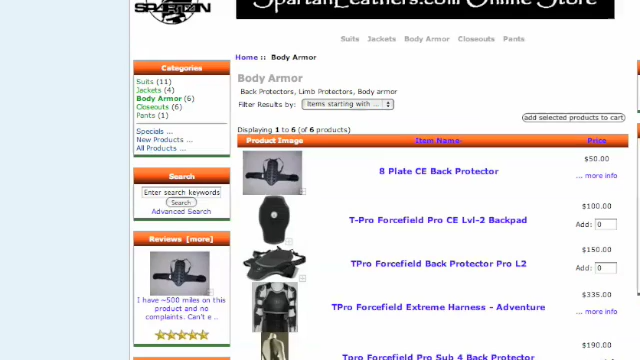 SpartanLeathers.com Online Store
SPARTAN
Suits Jackets Body Armor Closeouts Pants
Home :: Body Armor
Categories
Suits (11)
Jackets (4)
Body Armor (6)
Closeouts (6)
Pants (1)
Specials ...
New Products ...
All Products ...
Search
Enter search keywords
Search
Advanced Search
Reviews [more]
I have ~500 miles on this
product and no
complaints. Can't e ..
Body Armor
Back Protectors, Limb Protectors, Body armor
Filter Results by: Items starting with ...
add selected products to cart
Displaying 1 to 6 (of 6 products)
Product Image Item Name Price
8 Plate CE Back Protector $50.00
... more info
T-Pro Forcefield Pro CE Lvl-2 Backpad $100.00
Add: 0
TPro Forcefield Back Protector Pro L2 $150.00
Add: 0
TPro Forcefield Extreme Harness - Adventure $335.00
... more info
Tpro Forcefield Pro Sub 4 Back Protector $190.00